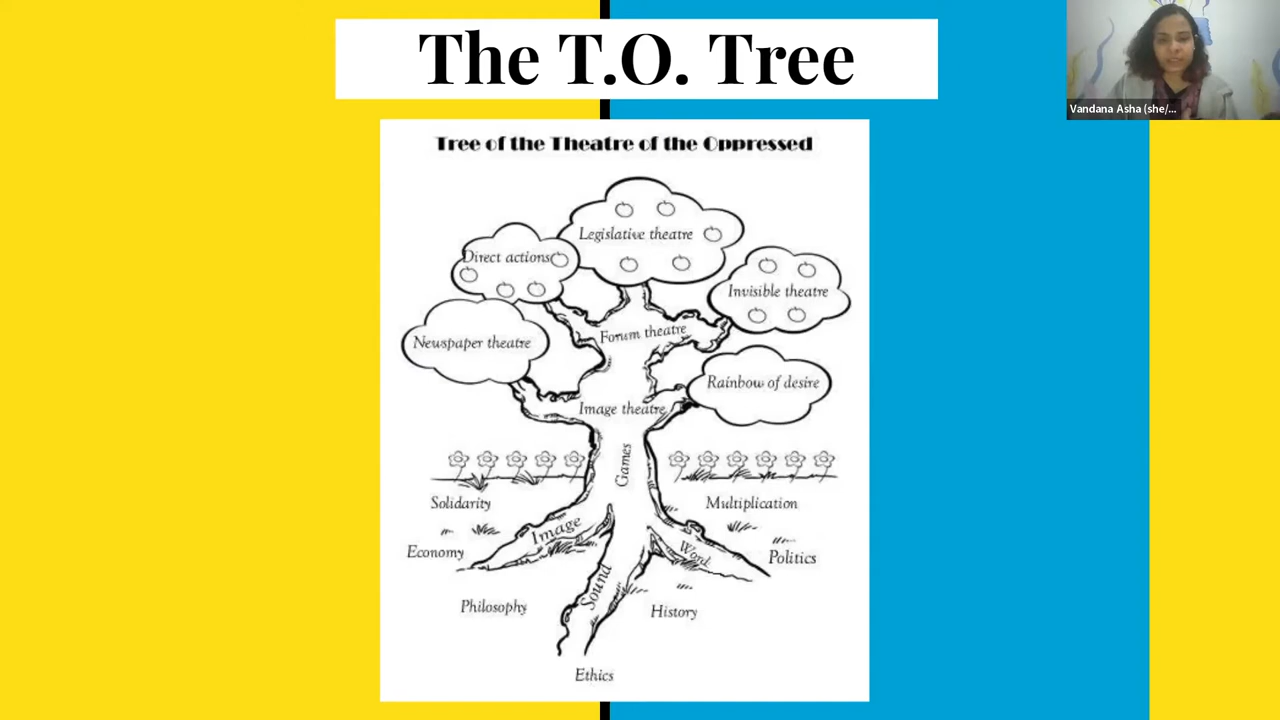 The T.O. Tree
Vandana Asha (she/...
Tree of the Theatre of the Oppressed
Legislative theatre
Direct actions
Invisible theatre
Forum theatre
Newspaper theatre
Rainbow of desire
Image theatre
Games
Solidarity
Multiplication
Image
Word
Economy
Politics
Sound
Philosophy
History
Ethics